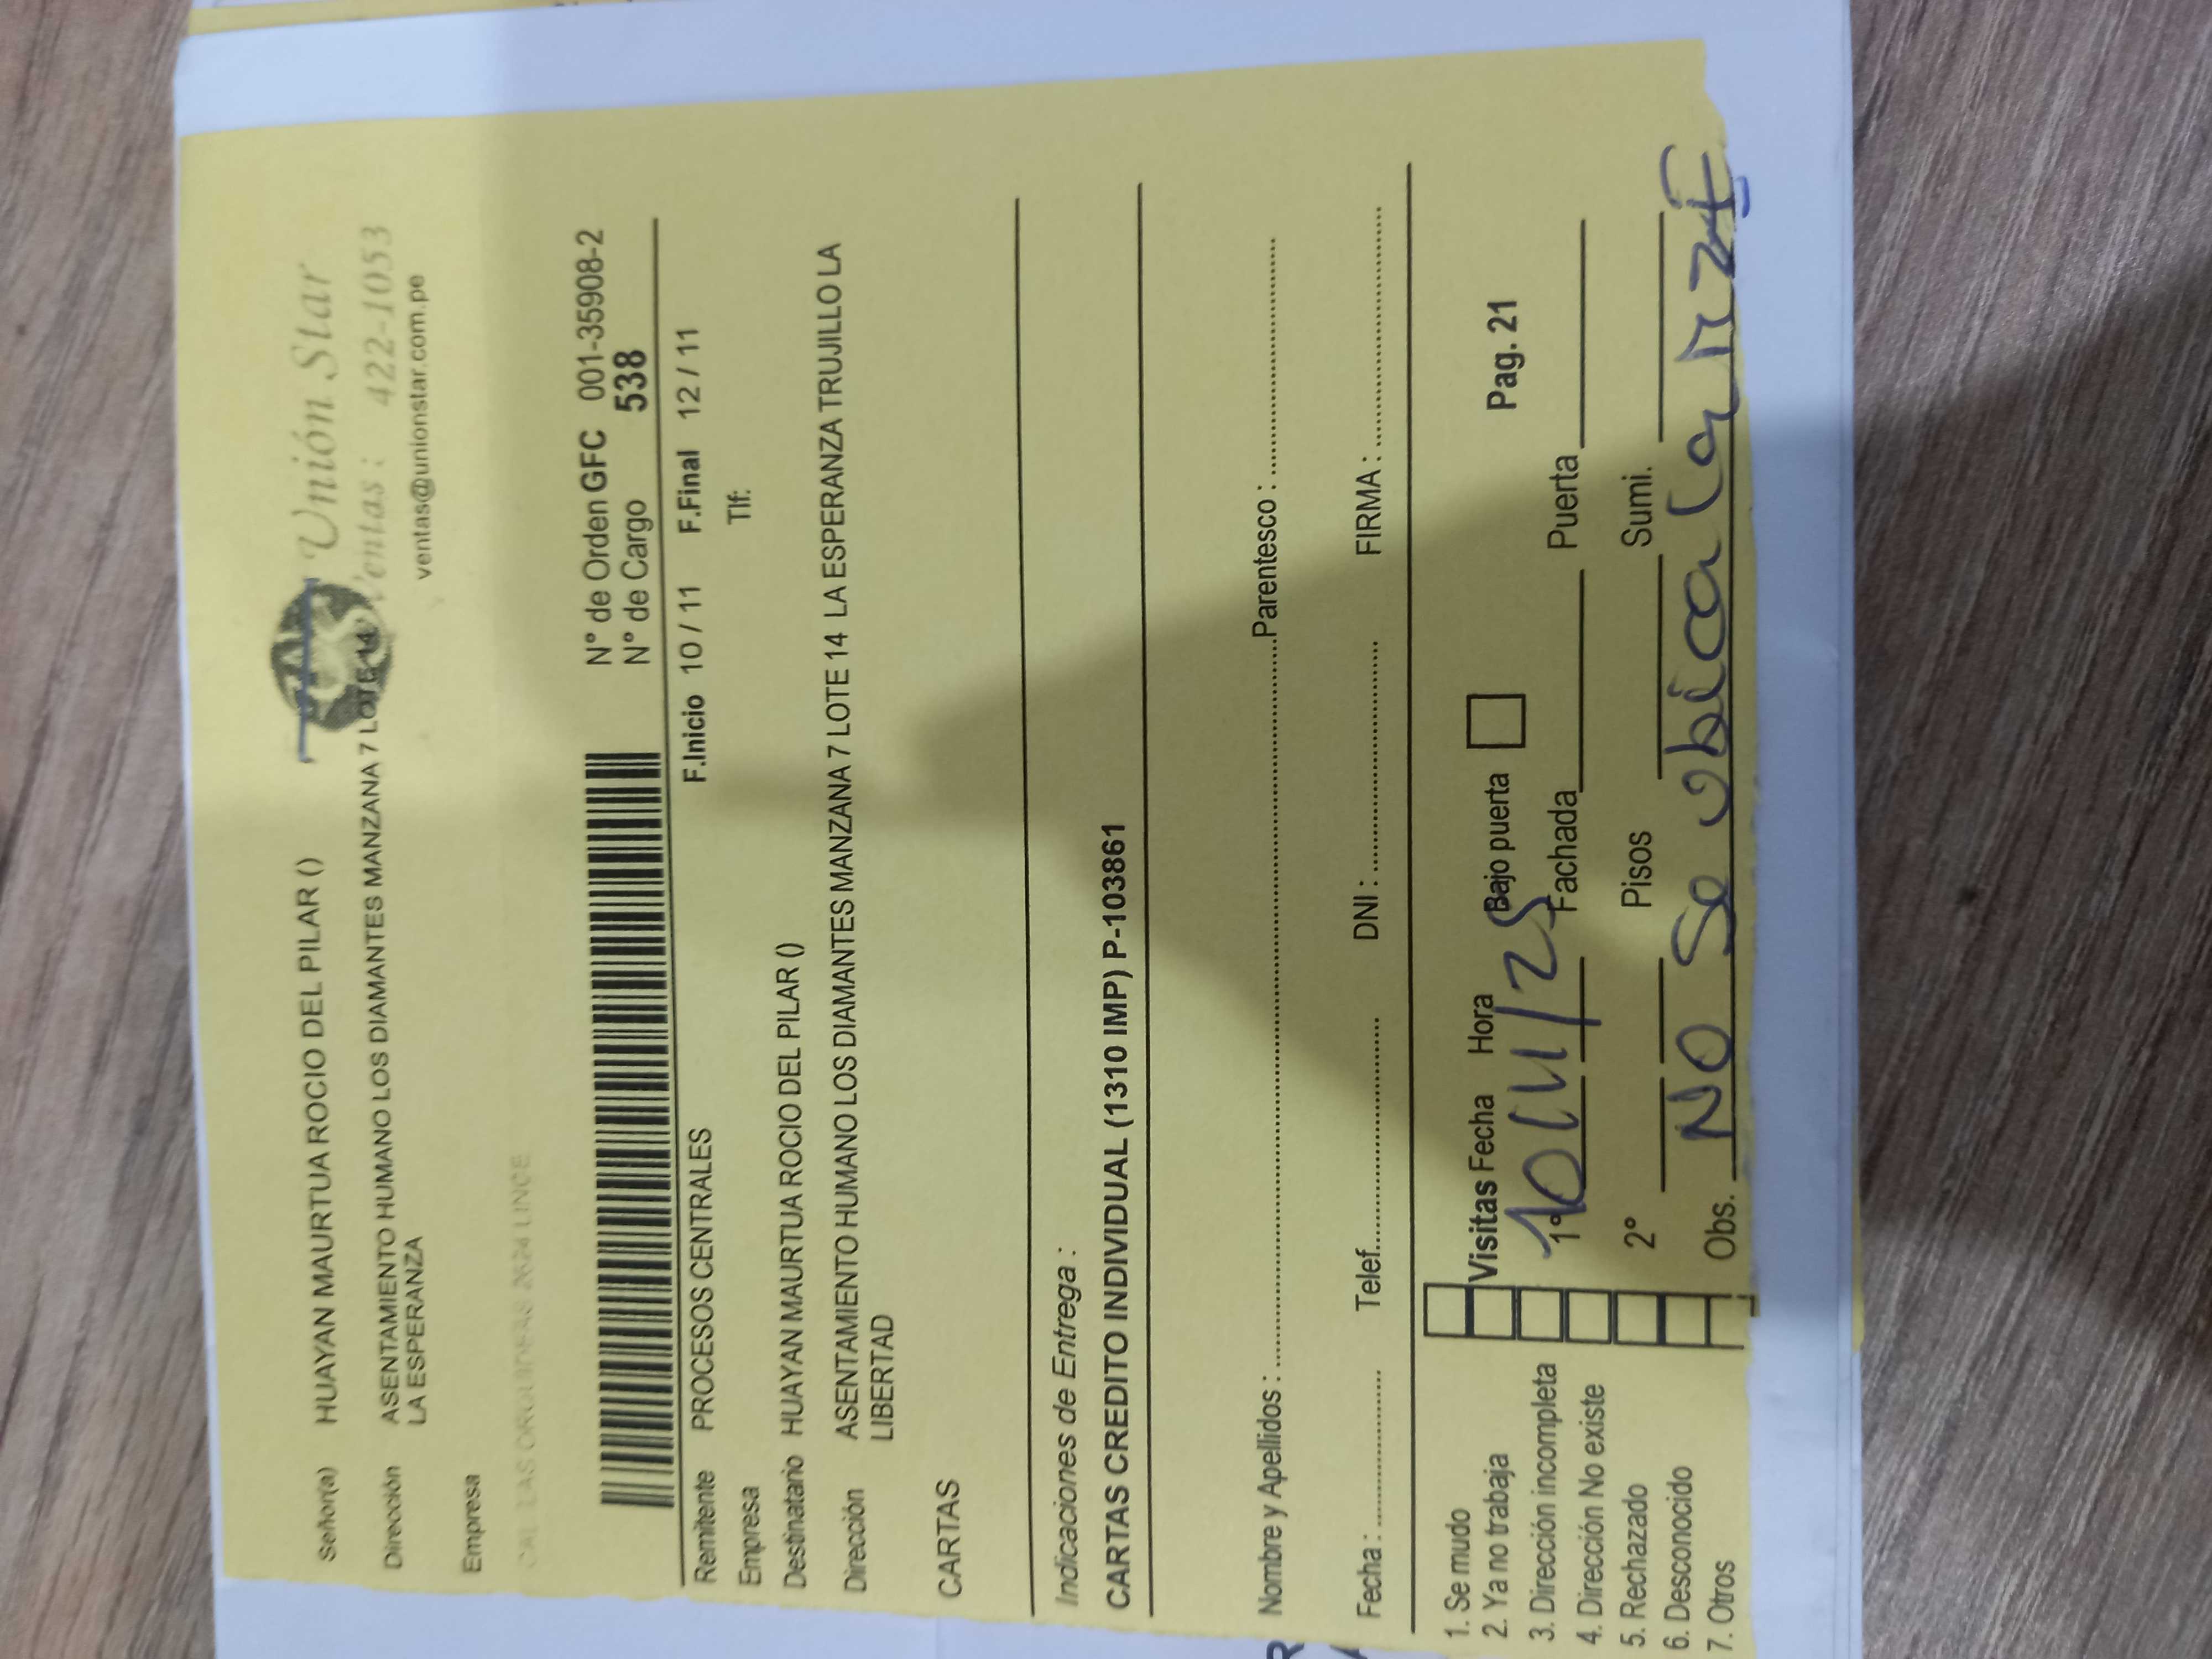 Unión Star
Ventas : 422-1053
ventas@unionstar.com.pe
Señor(a) HUAYAN MAURTUA ROCIO DEL PILAR ()
Dirección ASENTAMIENTO HUMANO LOS DIAMANTES MANZANA 7 LOTE 14
LA ESPERANZA
Empresa
CAL. LAS ORQUIDEAS 2624 LINCE
N° de Orden GFC 001-35908-2
N° de Cargo 538
Remitente PROCESOS CENTRALES F.Inicio 10 / 11 F.Final 12 / 11
Empresa Tlf:
Destinatario HUAYAN MAURTUA ROCIO DEL PILAR ()
Dirección ASENTAMIENTO HUMANO LOS DIAMANTES MANZANA 7 LOTE 14 LA ESPERANZA TRUJILLO LA
LIBERTAD
CARTAS
Indicaciones de Entrega :
CARTAS CREDITO INDIVIDUAL (1310 IMP) P-103861
Nombre y Apellidos : Parentesco :
Fecha : Telef. DNI : FIRMA :
1. Se mudo
2. Ya no trabaja
3. Dirección incompleta
4. Dirección No existe
5. Rechazado
6. Desconocido
7. Otros
Visitas Fecha Hora Bajo puerta Pag. 21
1° 10/11/25 Fachada Puerta
2° Pisos Sumi.
Obs. No Se ubica